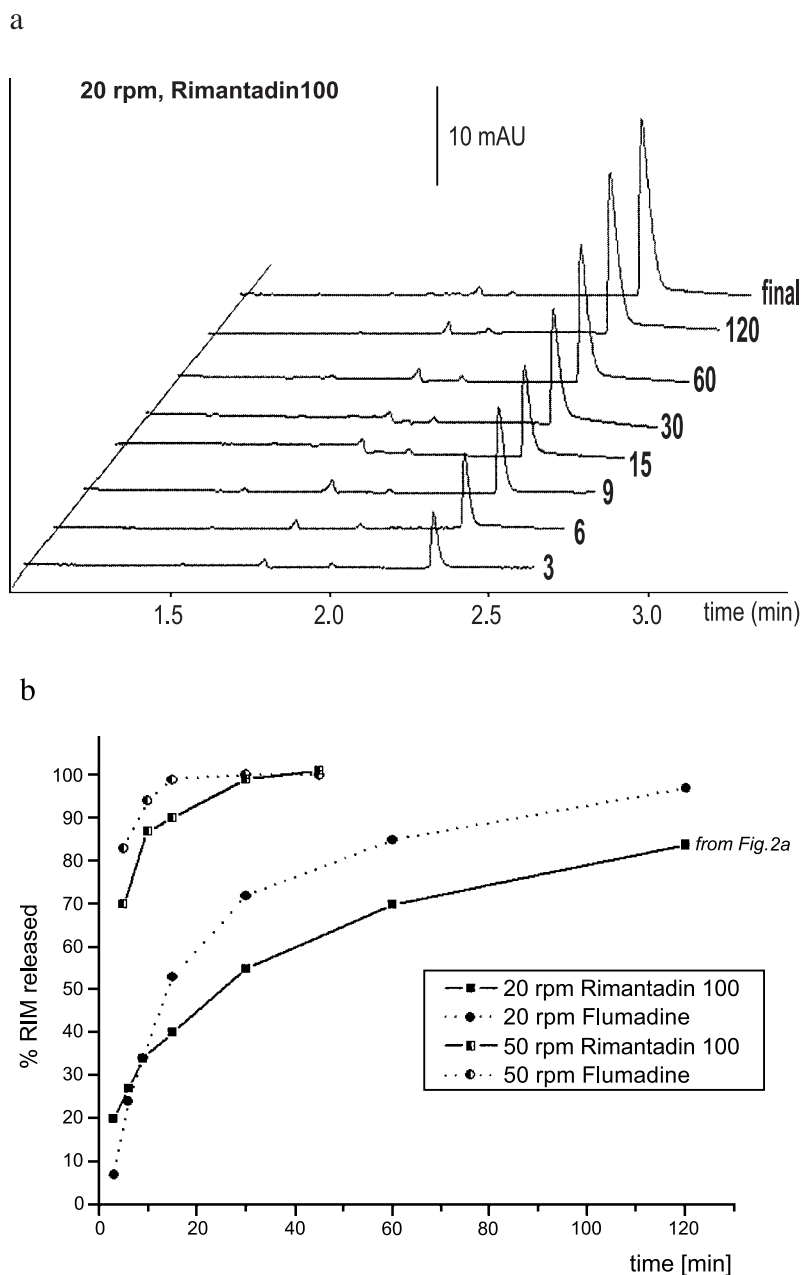 a
20 rpm, Rimantadin100
10 mAU
final
120
60
30
15
9
6
3
1.5 2.0 2.5 3.0 time (min)
b
% RIM released
100
90
80
70
60
50
40
30
20
10
0
from Fig.2a
20 rpm Rimantadin 100
20 rpm Flumadine
50 rpm Rimantadin 100
50 rpm Flumadine
0 20 40 60 80 100 120
time [min]